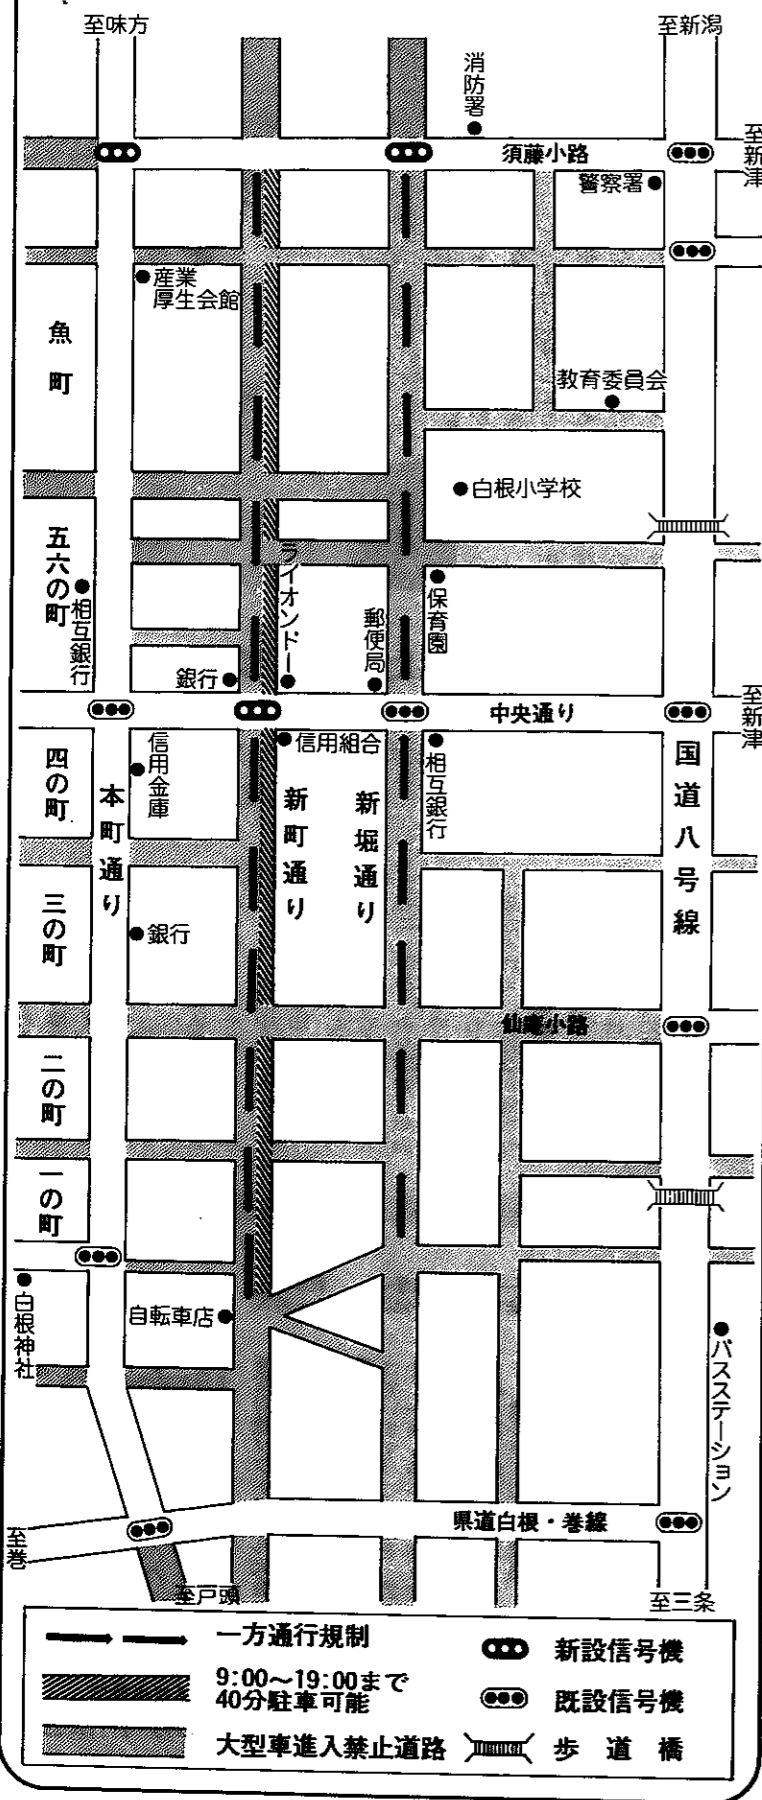 至味方
至新潟
消防署
至新津
須藤小路
警察署
産業
厚生会館
魚町
教育委員会
白根小学校
五六の町
相互銀行
ライオンドー
郵便局
保育園
銀行
中央通り
至新津
四の町
信用金庫
信用組合
相互銀行
国道八号線
本町通り
新町通り
新堀通り
三の町
銀行
仙庵小路
二の町
一の町
白根神社
自転車店
バスステーション
県道白根・巻線
至巻
至戸頭
至三条
一方通行規制
新設信号機
9:00〜19:00まで
40分駐車可能
既設信号機
大型車進入禁止道路
歩道橋